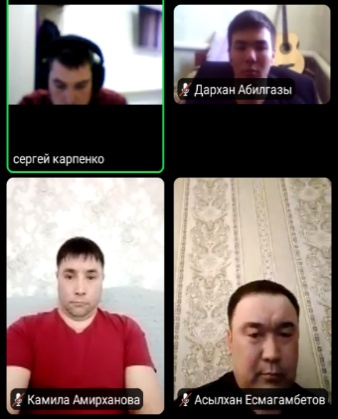 Дархан Абилгазы
сергей карпенко
Камила Амирханова
Асылхан Есмагамбетов